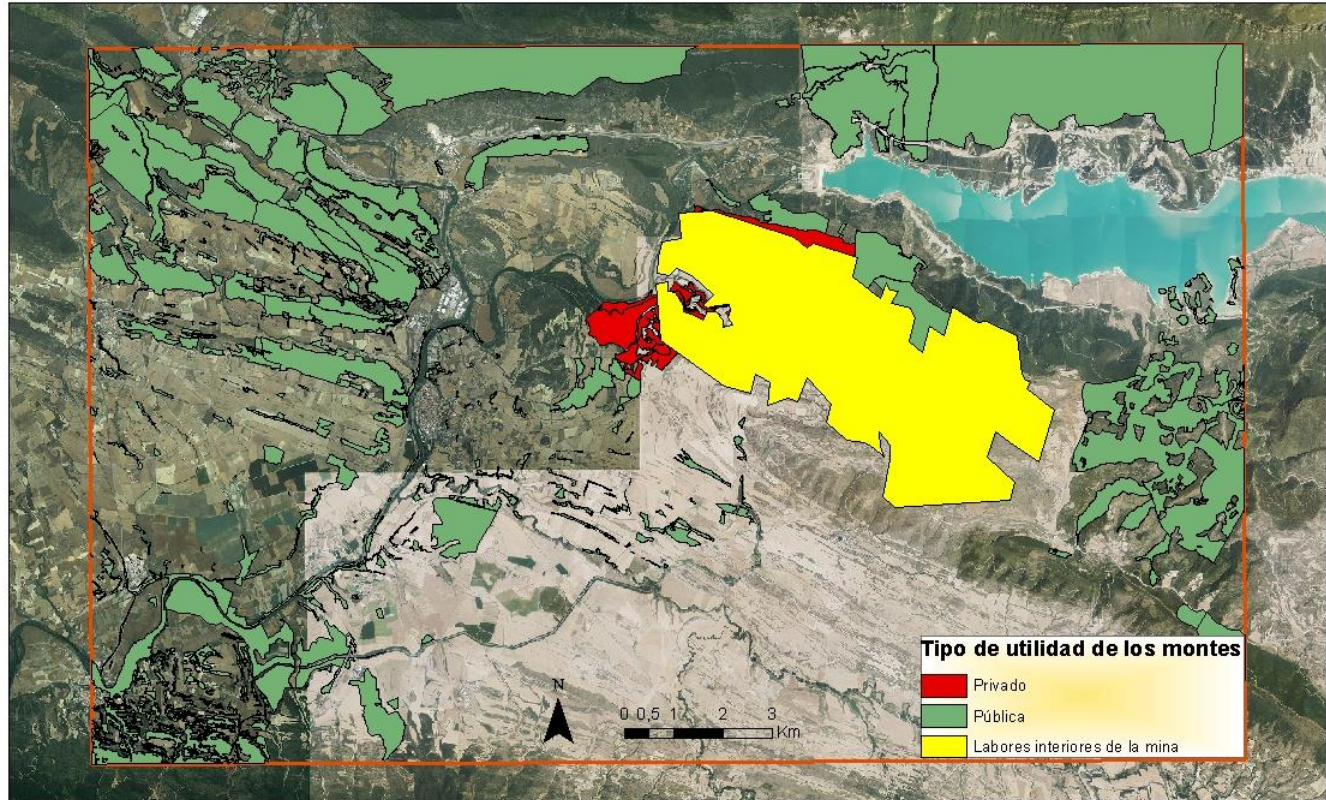 Tipo de utilidad de los montes
Privado
Pública
Labores interiores de la mina
N
0 0,5 1 2 3
Km